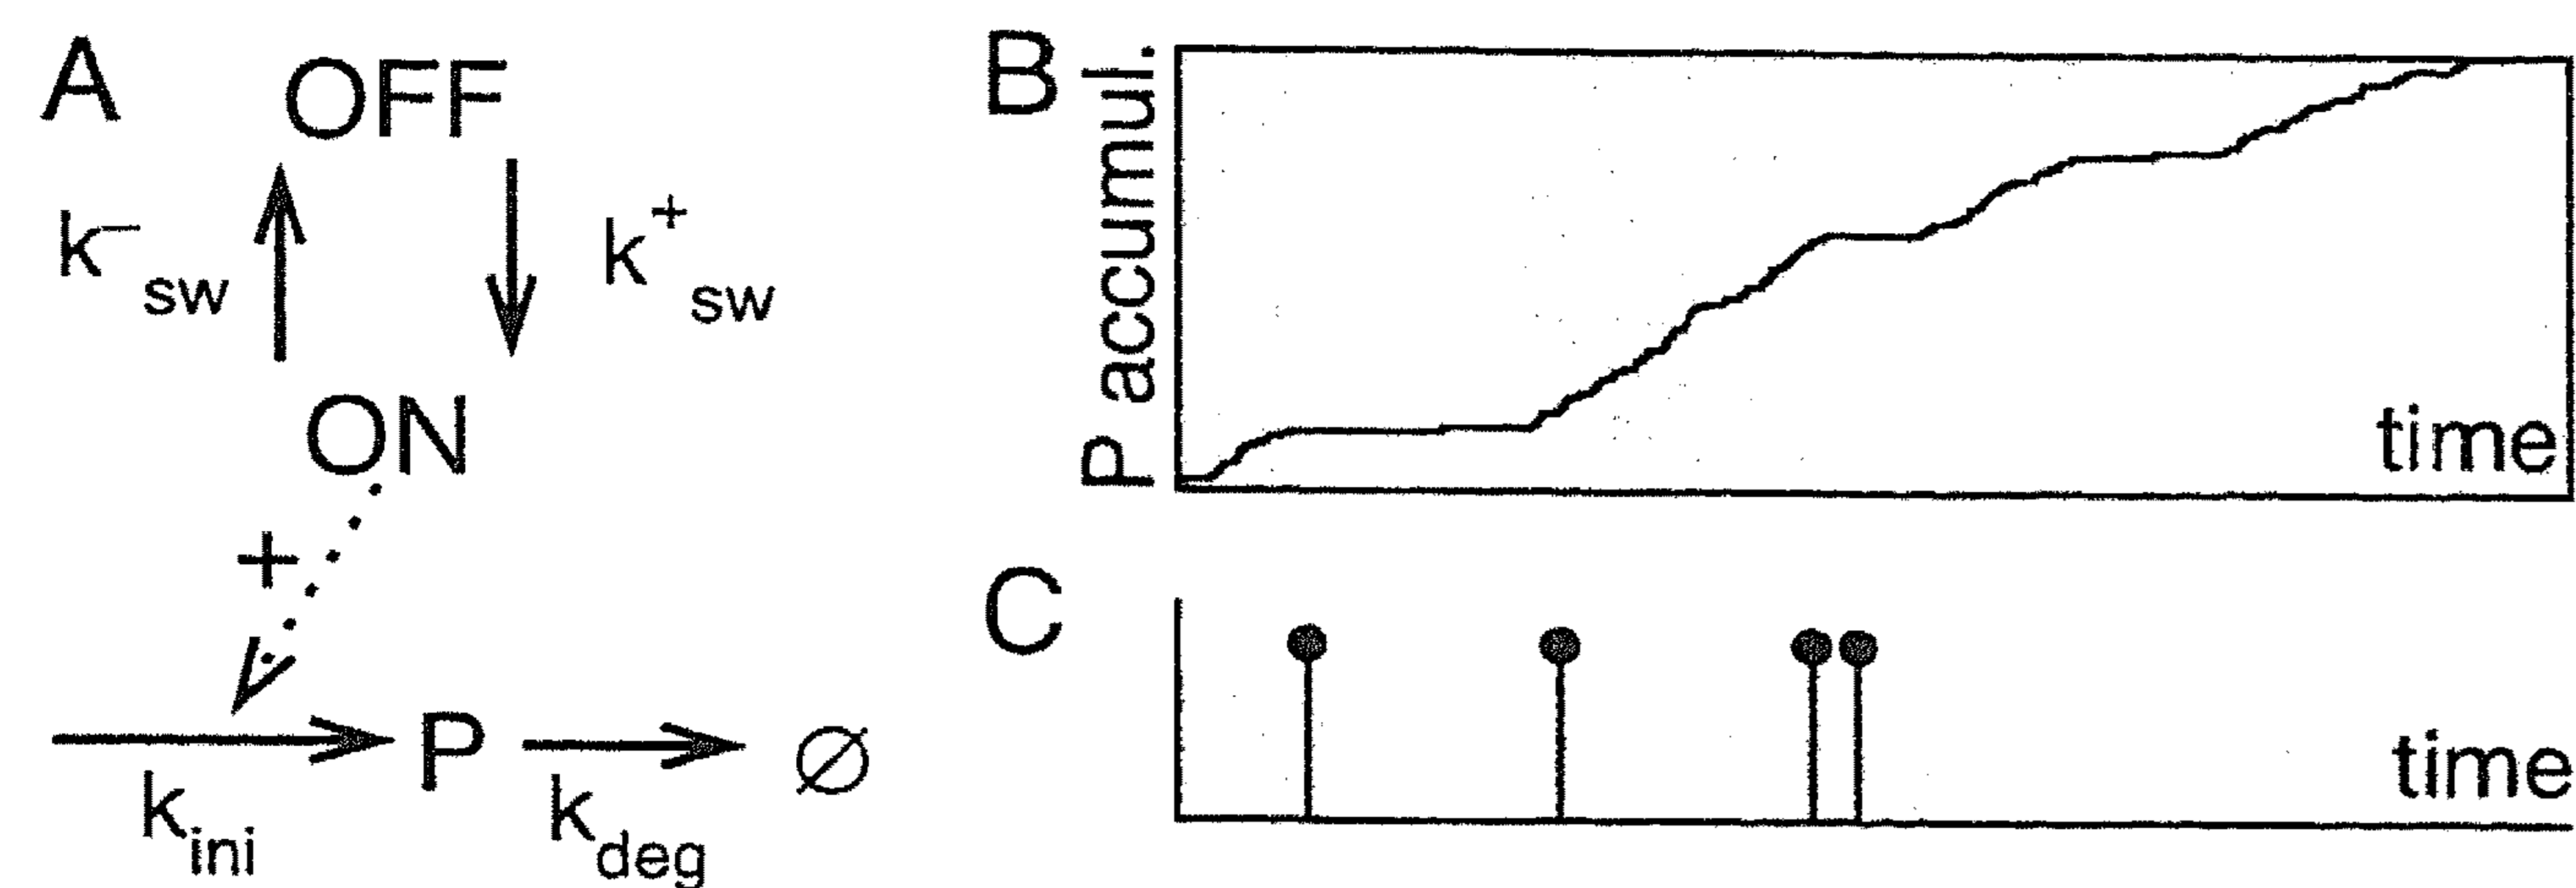 A
OFF
k⁻sw
k⁺sw
ON
+
kini
P
kdeg
∅
B
P accumul.
time
C
time